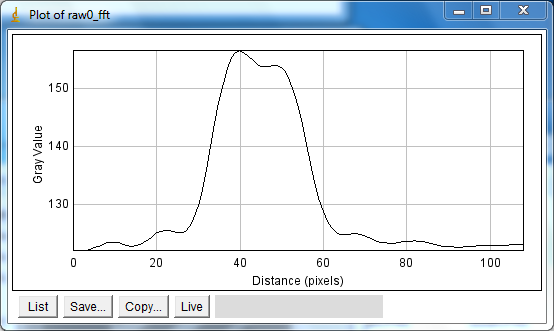 Plot of raw0_fft
150
140
130
Gray Value
0 20 40 60 80 100
Distance (pixels)
List Save... Copy... Live